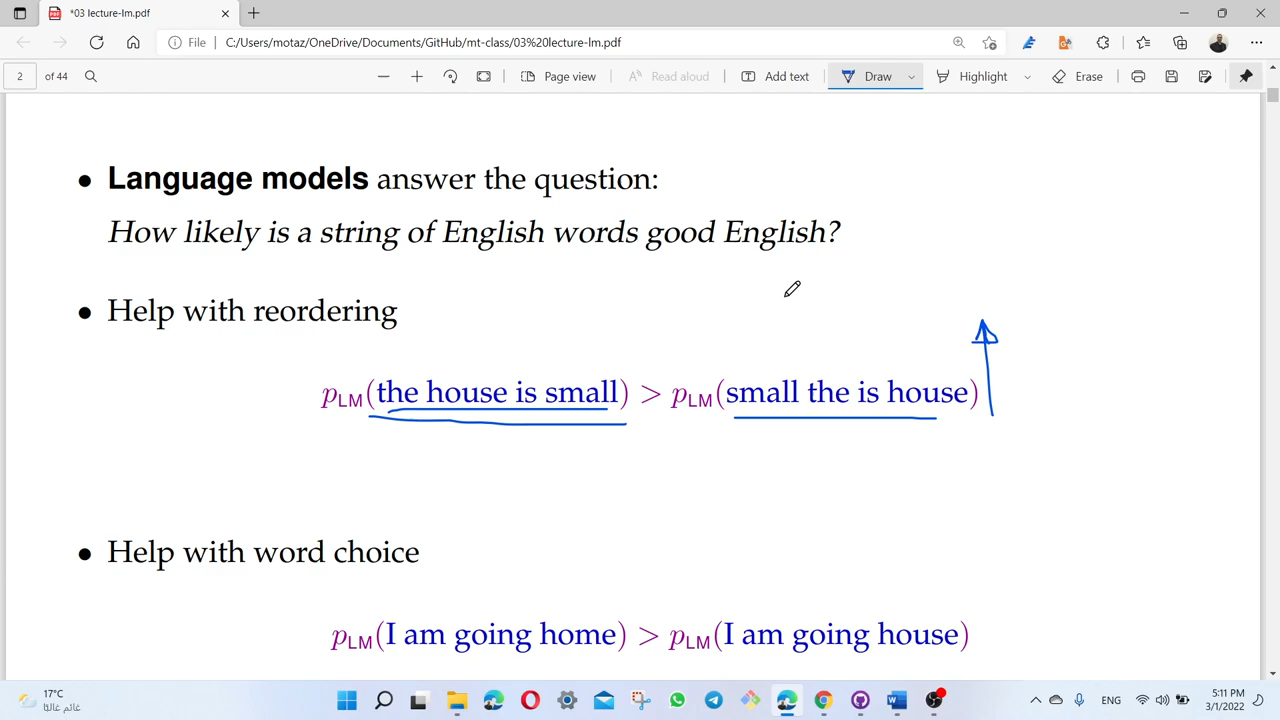 *03 lecture-lm.pdf
File
C:/Users/motaz/OneDrive/Documents/GitHub/mt-class/03%20lecture-lm.pdf
2 of 44
Page view
Read aloud
Add text
Draw
Highlight
Erase
• Language models answer the question:
How likely is a string of English words good English?
• Help with reordering
pLM(the house is small) > pLM(small the is house)
• Help with word choice
pLM(I am going home) > pLM(I am going house)
17°C
غائم غالبًا
ENG
5:11 PM
3/1/2022